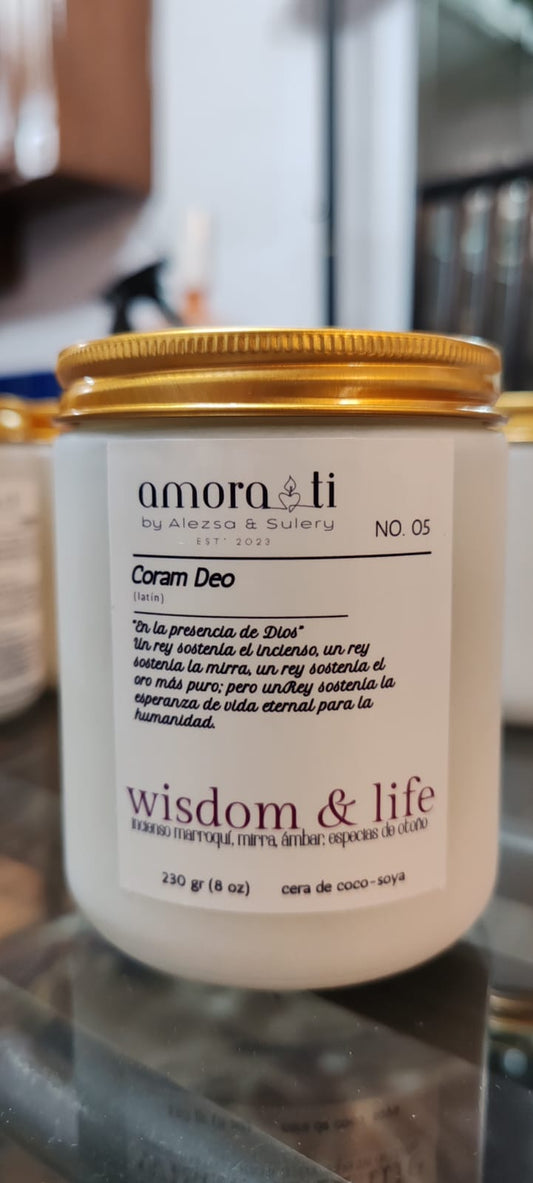 amora ti
by Alezsa & Sulery
EST' 2023
NO. 05
Coram Deo
(latín)
"En la presencia de Dios"
Un rey sostenía el incienso, un rey
sostenía la mirra, un rey sostenía el
oro más puro; pero unRey sostenía la
esperanza de vida eternal para la
humanidad.
wisdom & life
incienso marroquí, mirra, ámbar, especias de otoño
230 gr (8 oz)
cera de coco-soya